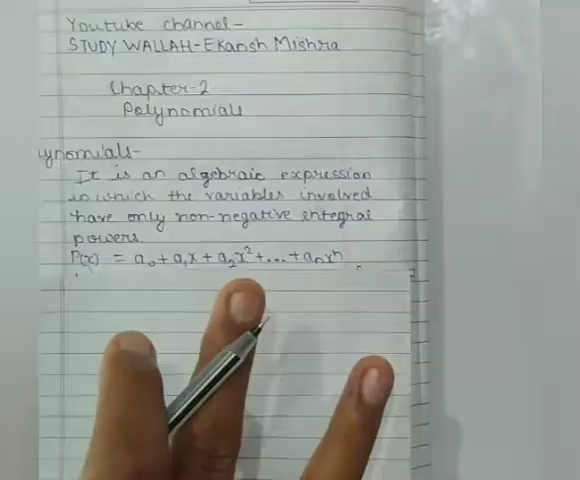 Youtube channel-
STUDY WALLAH-Ekansh Mishra
Chapter-2
Polynomials
ynomials-
It is an algebraic expression
in which the variables involved
have only non-negative integral
powers.
P(x) = a₀+a₁x+a₂x²+...+aₙxⁿ.